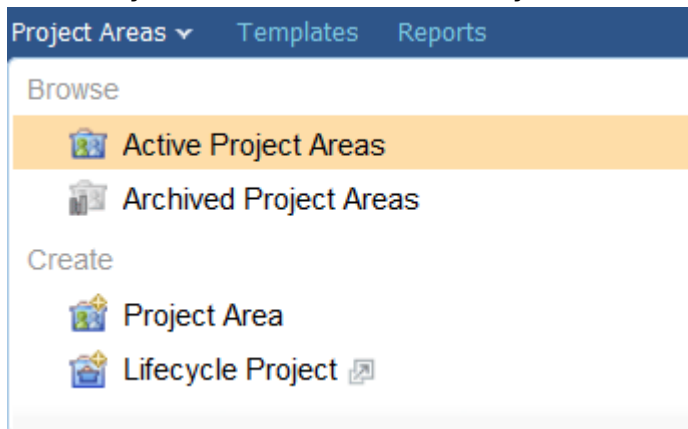 Project Areas Templates Reports
Browse
Active Project Areas
Archived Project Areas
Create
Project Area
Lifecycle Project